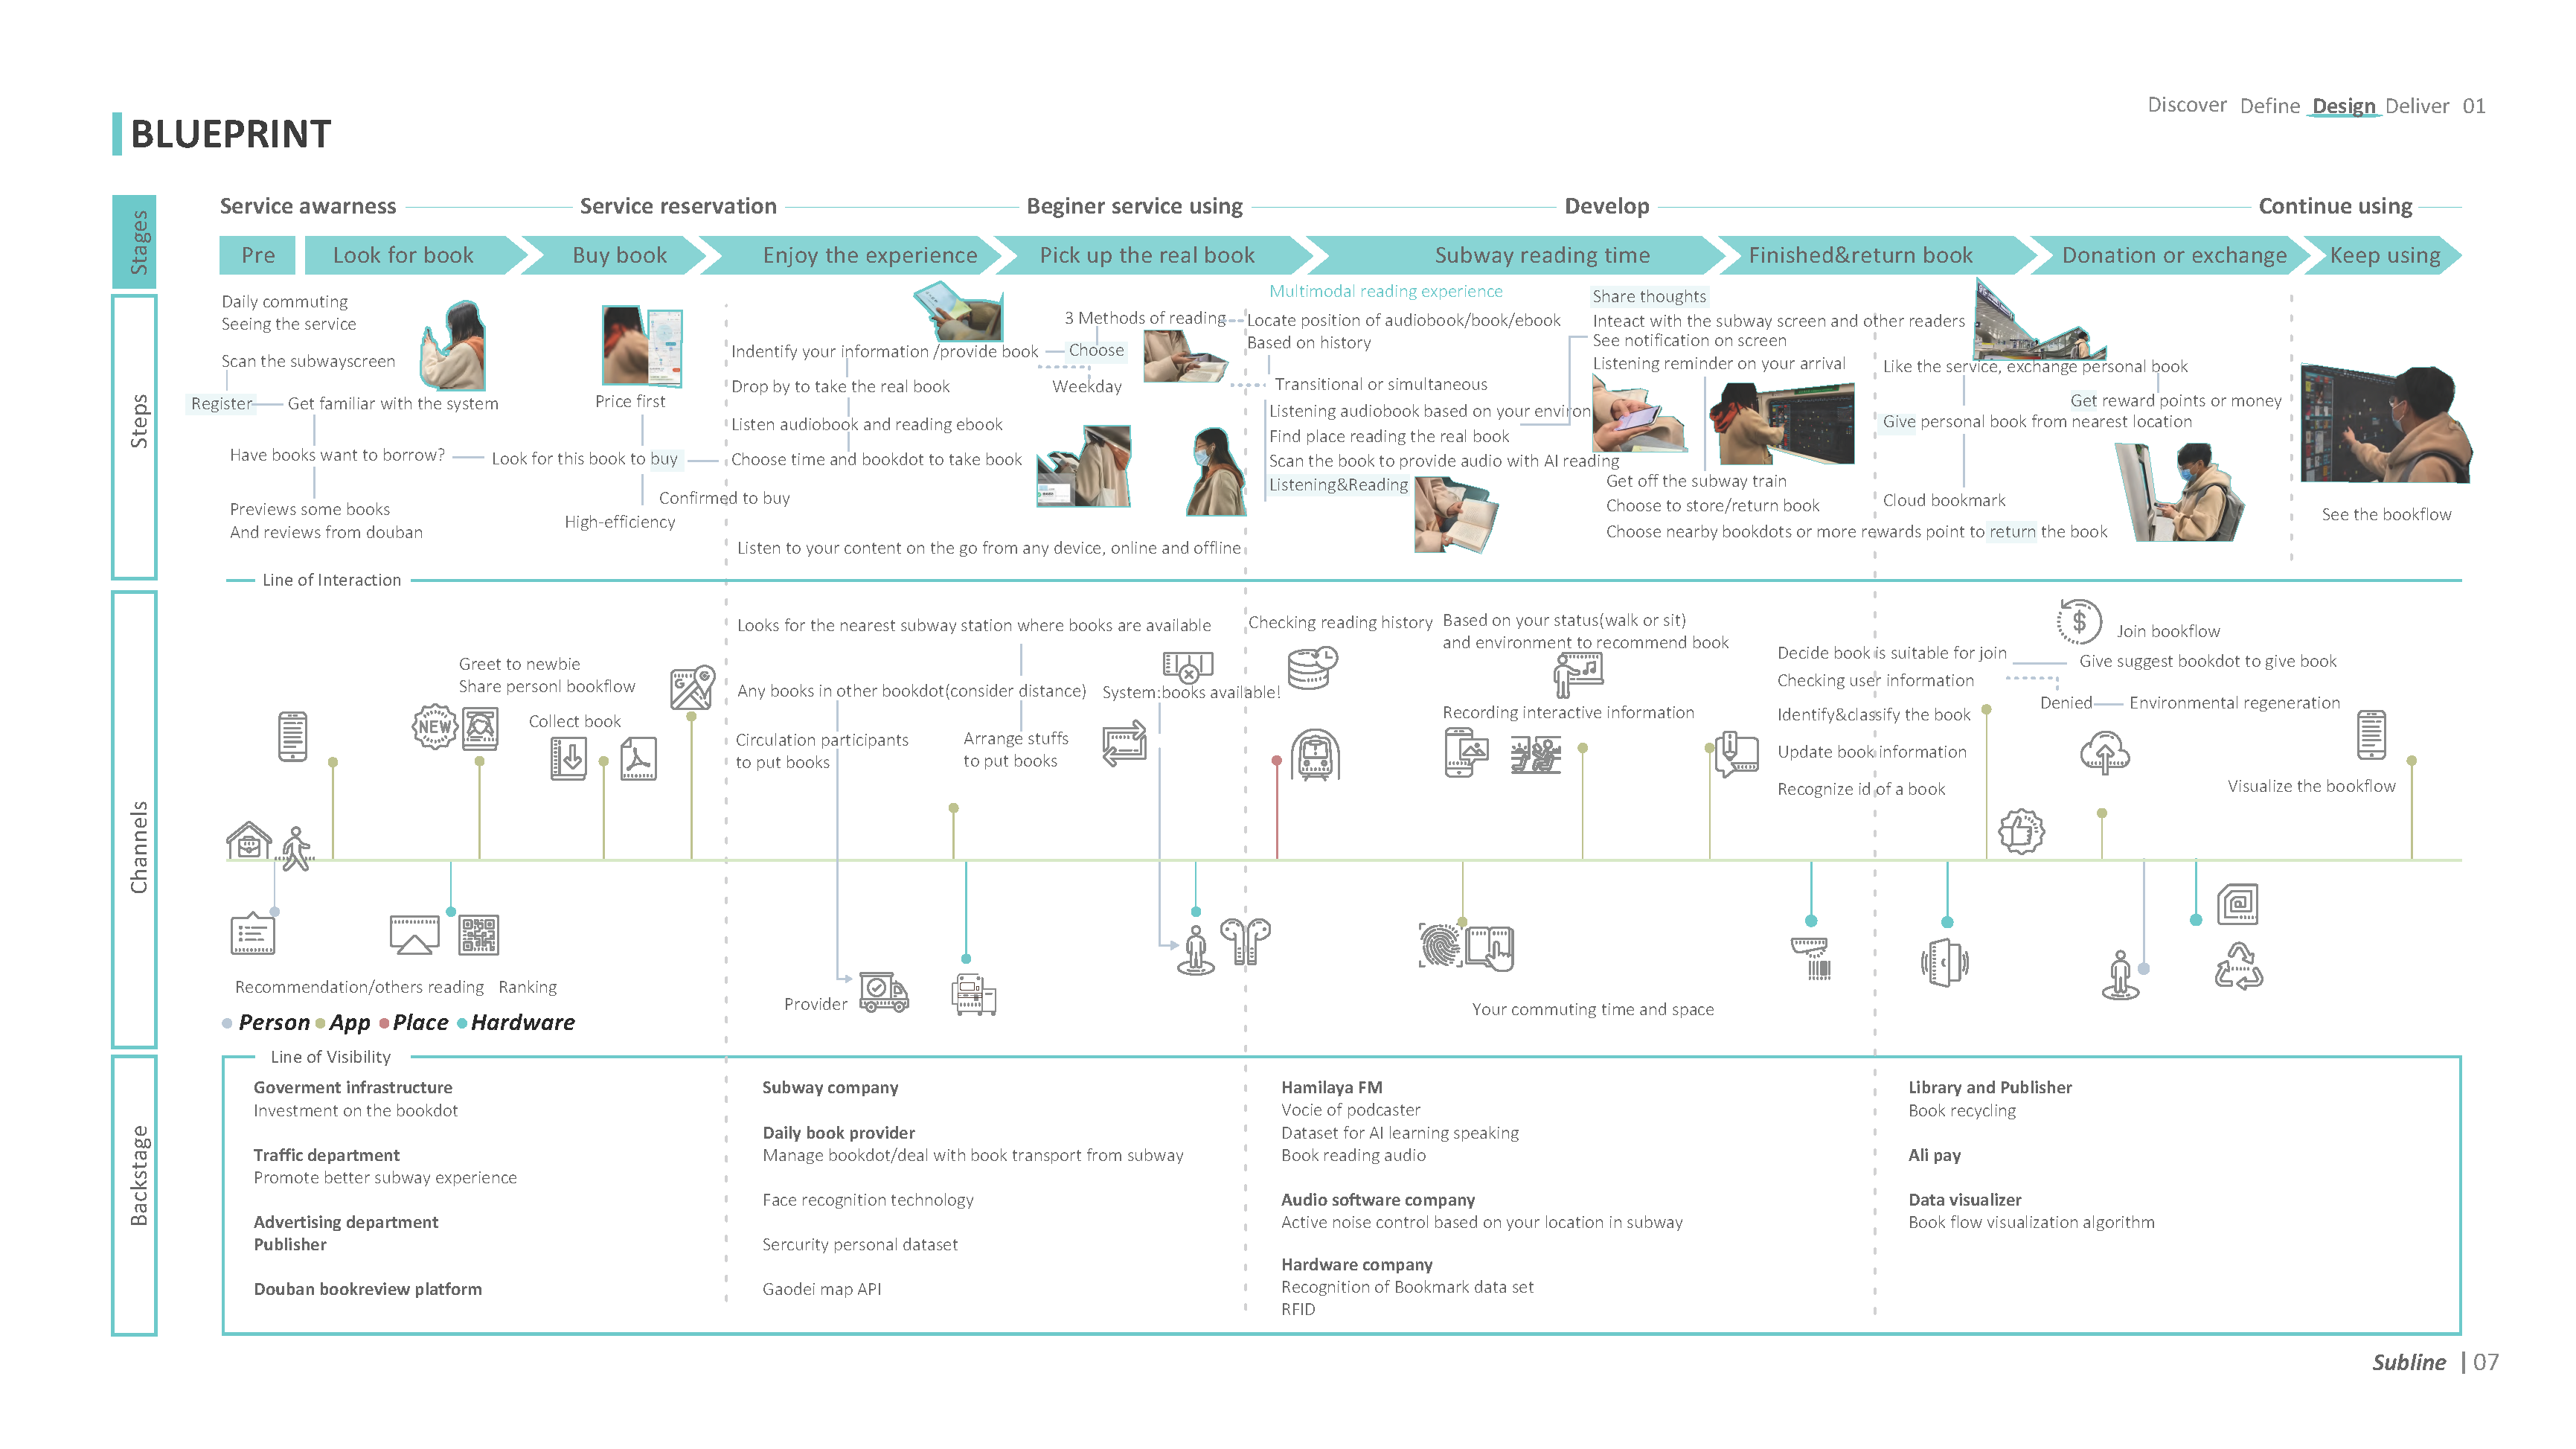 Discover Define Design Deliver 01
BLUEPRINT
Stages
Service awarness
Service reservation
Beginer service using
Develop
Continue using
Pre
Look for book
Buy book
Enjoy the experience
Pick up the real book
Subway reading time
Finished&return book
Donation or exchange
Keep using
Steps
Daily commuting
Seeing the service
Scan the subwayscreen
Register
Get familiar with the system
Have books want to borrow?
Previews some books
And reviews from douban
Price first
Look for this book to buy
Confirmed to buy
High-efficiency
Indentify your information /provide book
Drop by to take the real book
Listen audiobook and reading ebook
Choose time and bookdot to take book
Listen to your content on the go from any device, online and offline
3 Methods of reading
Choose
Weekday
Multimodal reading experience
Locate position of audiobook/book/ebook
Based on history
Transitional or simultaneous
Listening audiobook based on your environ
Find place reading the real book
Scan the book to provide audio with AI reading
Listening&Reading
Share thoughts
Inteact with the subway screen and other readers
See notification on screen
Listening reminder on your arrival
Get off the subway train
Choose to store/return book
Choose nearby bookdots or more rewards point to return the book
Like the service, exchange personal book
Get reward points or money
Give personal book from nearest location
Cloud bookmark
See the bookflow
Line of Interaction
Channels
Greet to newbie
Share personl bookflow
NEW
Collect book
Looks for the nearest subway station where books are available
Any books in other bookdot(consider distance)
System:books available!
Circulation participants
to put books
Arrange stuffs
to put books
Checking reading history
Based on your status(walk or sit)
and environment to recommend book
Recording interactive information
Decide book is suitable for join
Checking user information
Identify&classify the book
Update book information
Recognize id of a book
Join bookflow
Give suggest bookdot to give book
Denied
Environmental regeneration
Visualize the bookflow
Recommendation/others reading
Ranking
Provider
Your commuting time and space
Person App Place Hardware
Line of Visibility
Backstage
Goverment infrastructure
Investment on the bookdot
Traffic department
Promote better subway experience
Advertising department
Publisher
Douban bookreview platform
Subway company
Daily book provider
Manage bookdot/deal with book transport from subway
Face recognition technology
Sercurity personal dataset
Gaodei map API
Hamilaya FM
Vocie of podcaster
Dataset for AI learning speaking
Book reading audio
Audio software company
Active noise control based on your location in subway
Hardware company
Recognition of Bookmark data set
RFID
Library and Publisher
Book recycling
Ali pay
Data visualizer
Book flow visualization algorithm
Subline | 07